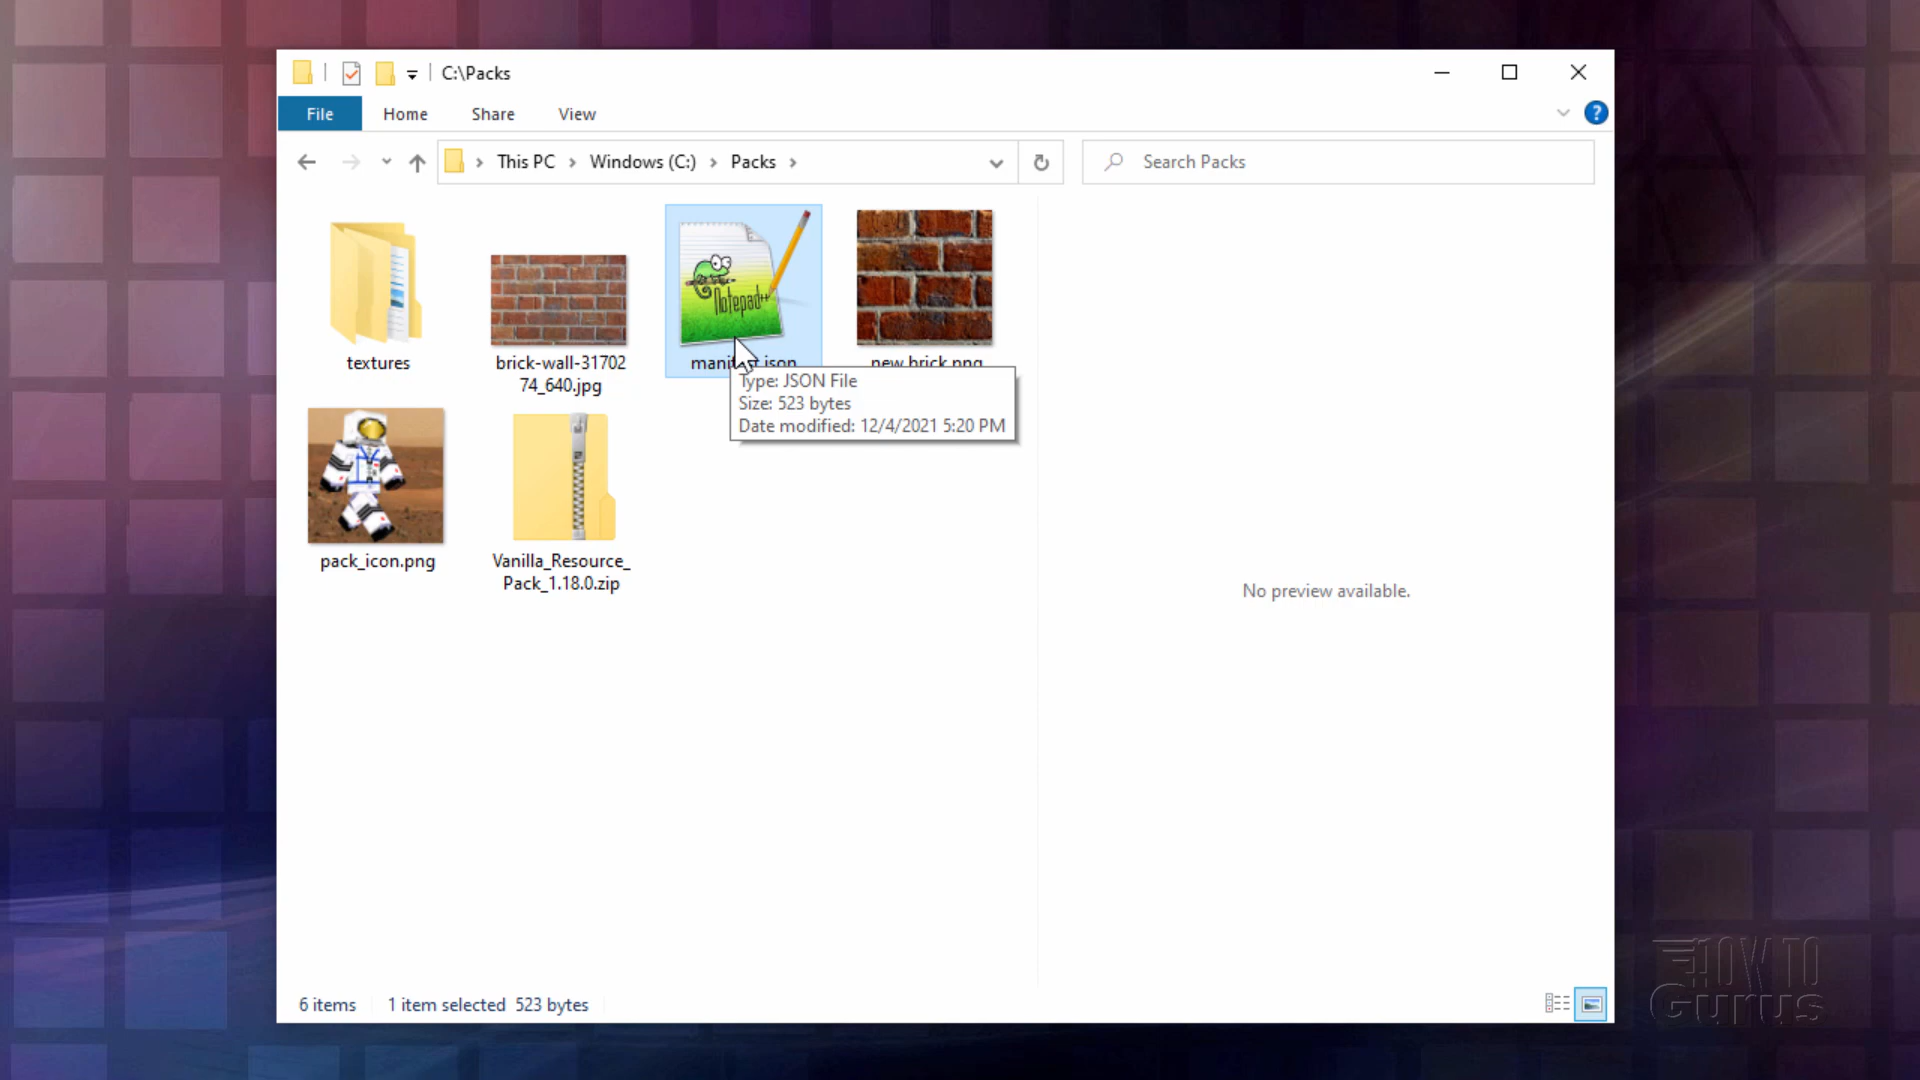 C:\Packs
File Home Share View
This PC Windows (C:) Packs
Search Packs
Notepad++
textures
brick-wall-31702
74_640.jpg
manifest.json
new brick.png
Type: JSON File
Size: 523 bytes
Date modified: 12/4/2021 5:20 PM
pack_icon.png
Vanilla_Resource_
Pack_1.18.0.zip
No preview available.
6 items 1 item selected 523 bytes
HOW TO
Gurus